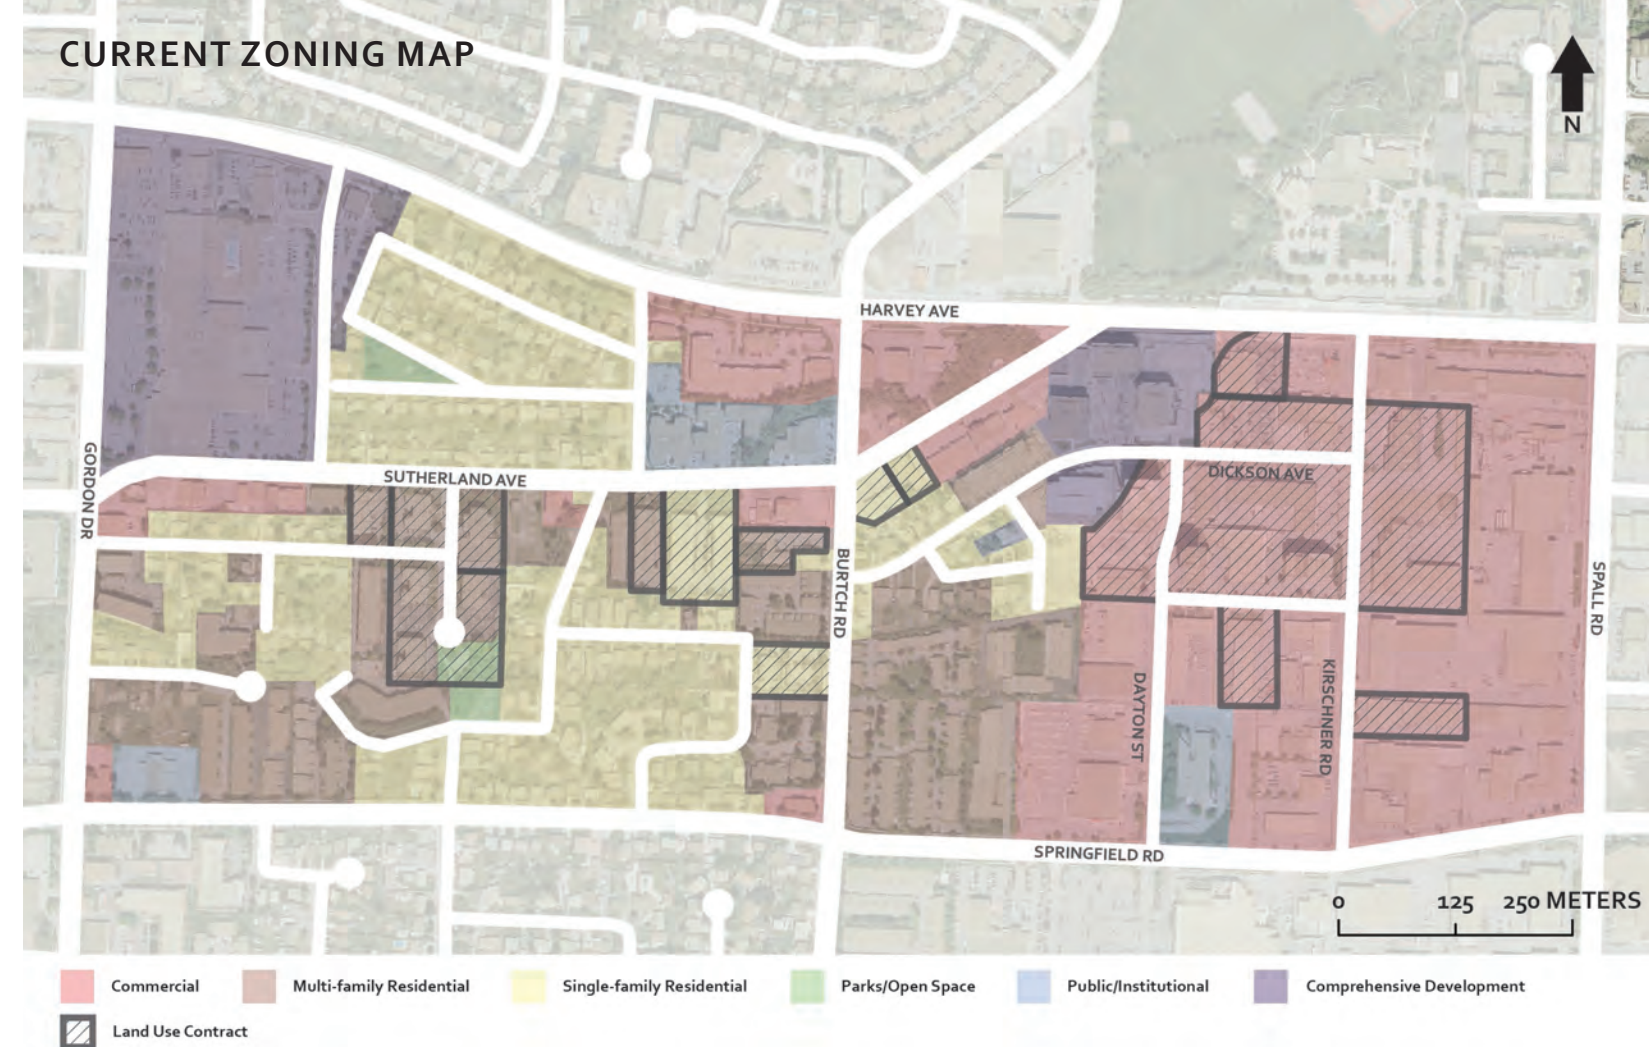 CURRENT ZONING MAP
N
HARVEY AVE
GORDON DR
SUTHERLAND AVE
DICKSON AVE
BURTCH RD
SPALL RD
DAYTON ST
KIRSCHNER RD
SPRINGFIELD RD
0 125 250 METERS
Commercial Multi-family Residential Single-family Residential Parks/Open Space Public/Institutional Comprehensive Development
Land Use Contract